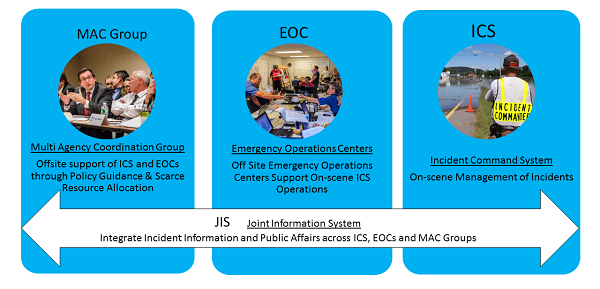 MAC Group
Multi Agency Coordination Group
Offsite support of ICS and EOCs
through Policy Guidance & Scarce
Resource Allocation
EOC
Emergency Operations Centers
Off Site Emergency Operations
Centers Support On-scene ICS
Operations
ICS
INCIDENT
COMMANDER
Incident Command System
On-scene Management of Incidents
JIS Joint Information System
Integrate Incident Information and Public Affairs across ICS, EOCs and MAC Groups